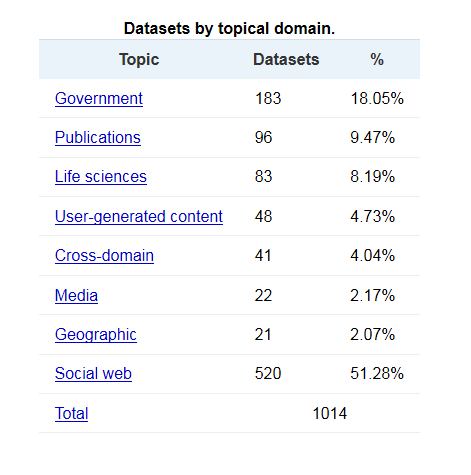 Datasets by topical domain.
Topic Datasets %
Government 183 18.05%
Publications 96 9.47%
Life sciences 83 8.19%
User-generated content 48 4.73%
Cross-domain 41 4.04%
Media 22 2.17%
Geographic 21 2.07%
Social web 520 51.28%
Total 1014